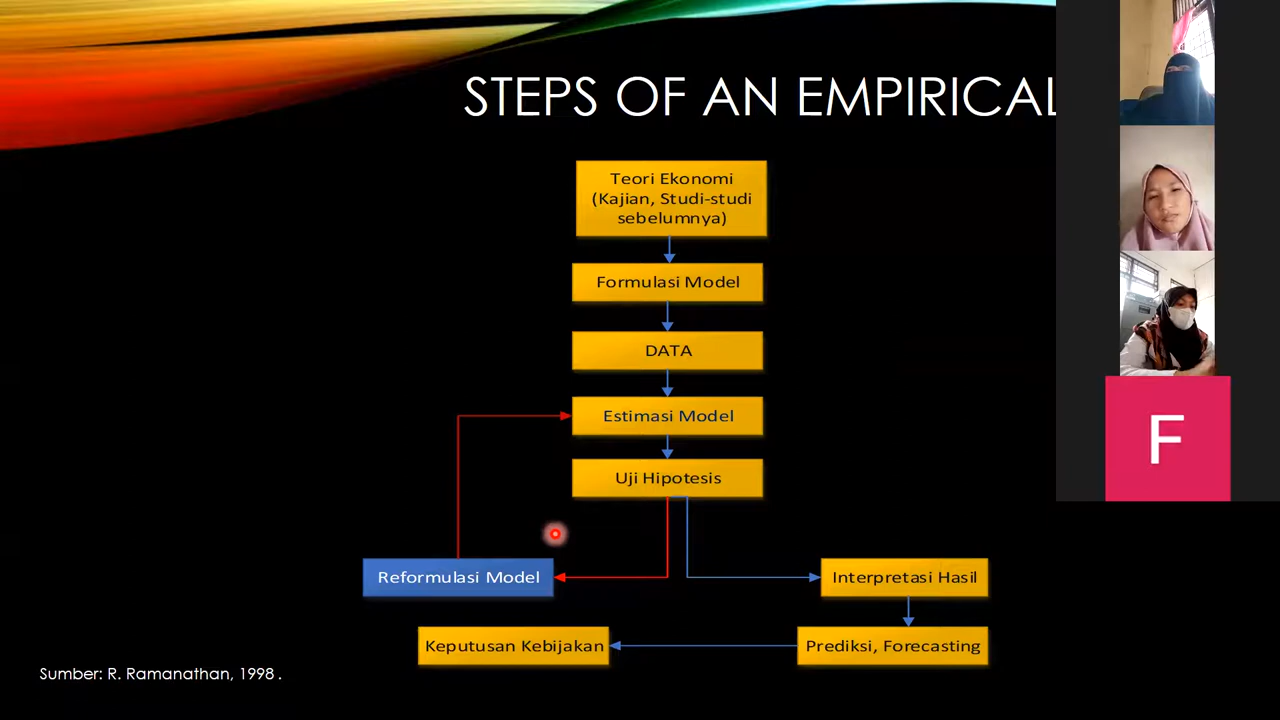 STEPS OF AN EMPIRICAL
Teori Ekonomi
(Kajian, Studi-studi
sebelumnya)
Formulasi Model
DATA
Estimasi Model
Uji Hipotesis
Reformulasi Model
Interpretasi Hasil
Keputusan Kebijakan
Prediksi, Forecasting
Sumber: R. Ramanathan, 1998 .
F